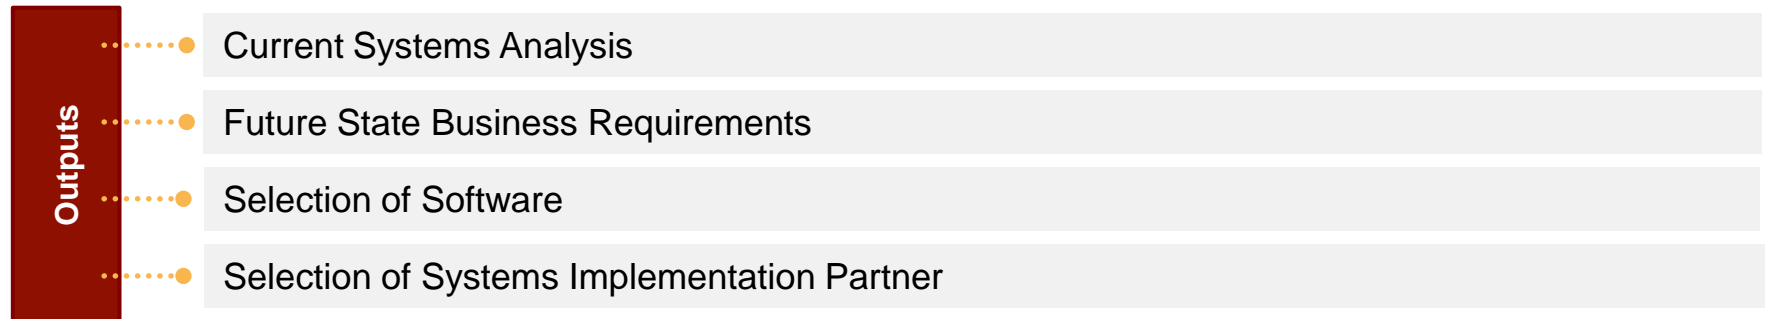 Outputs
Current Systems Analysis
Future State Business Requirements
Selection of Software
Selection of Systems Implementation Partner